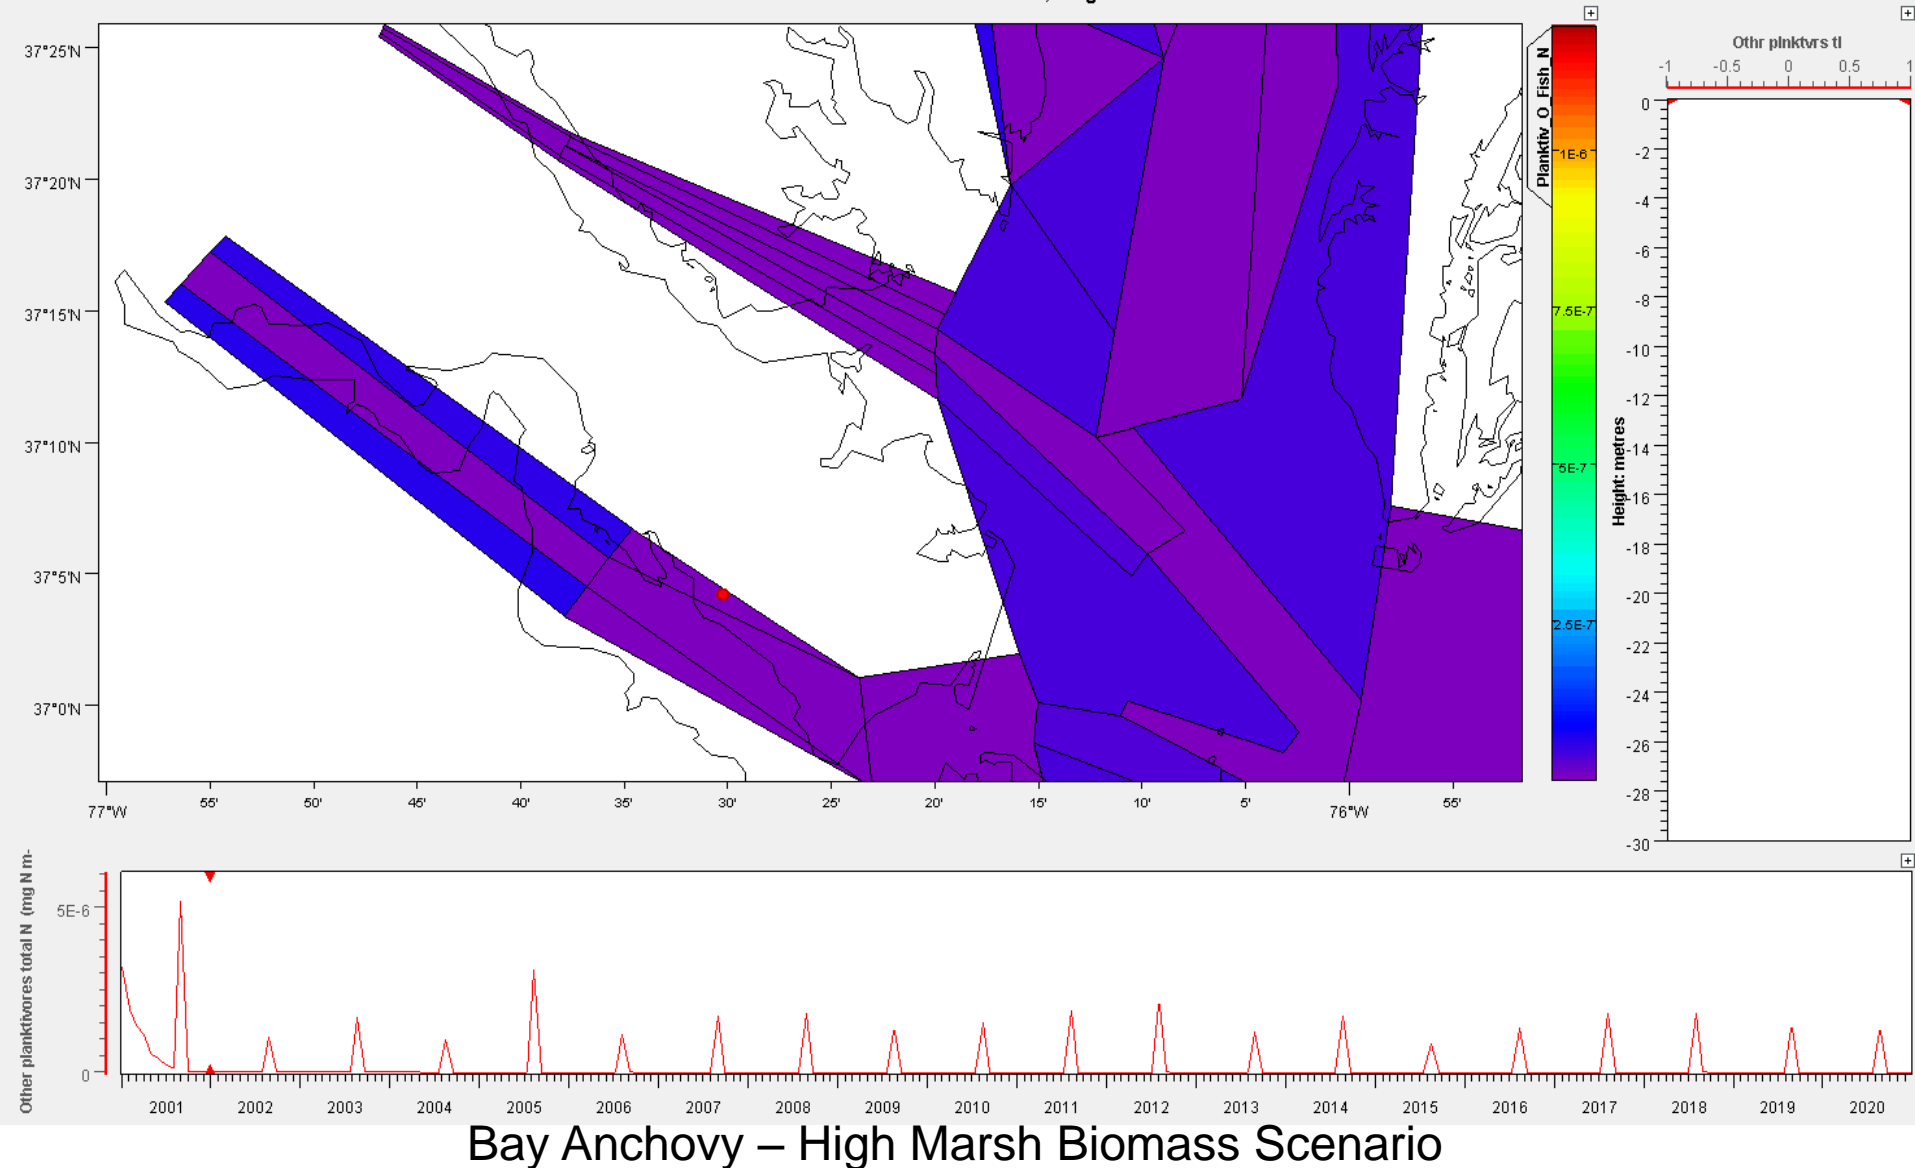 Othr plnktvrs tl
-1 -0.5 0 0.5 1
37°25'N
37°20'N
37°15'N
37°10'N
37°5'N
37°0'N
77°W 55' 50' 45' 40' 35' 30' 25' 20' 15' 10' 5' 76°W 55'
Planktiv_O_Fish_N
1E-6
7.5E-7
5E-7
2.5E-7
Height: metres
0
-2
-4
-6
-8
-10
-12
-14
-16
-18
-20
-22
-24
-26
-28
-30
Other planktivores total N (mg N m-
5E-6
0
2001 2002 2003 2004 2005 2006 2007 2008 2009 2010 2011 2012 2013 2014 2015 2016 2017 2018 2019 2020
Bay Anchovy – High Marsh Biomass Scenario